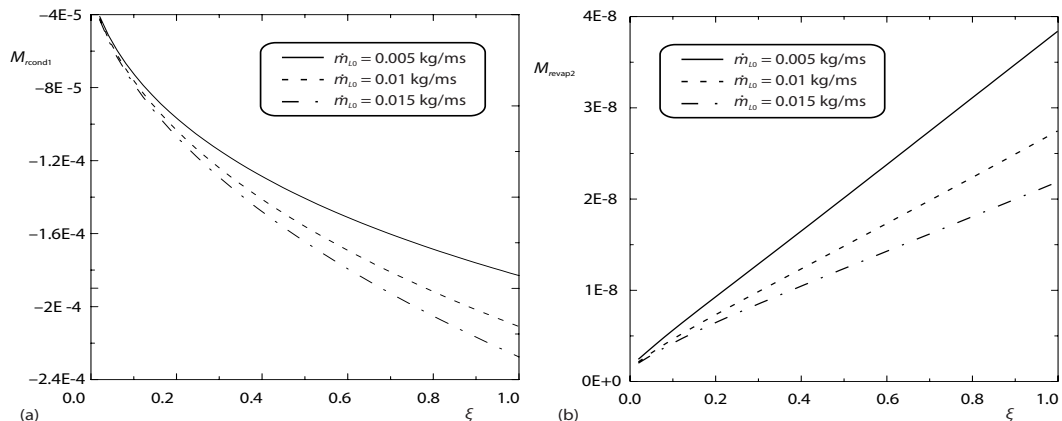 −4E-5
M_rcond1
−8E -5
−1.2E-4
−1.6E-4
−2E -4
−2.4E-4
ṁ_L0 = 0.005 kg/ms
ṁ_L0 = 0.01 kg/ms
ṁ_L0 = 0.015 kg/ms
0.0 0.2 0.4 0.6 0.8 1.0
(a) ξ
4E-8
M_revap2
3E-8
2E-8
1E-8
0E+0
ṁ_L0 = 0.005 kg/ms
ṁ_L0 = 0.01 kg/ms
ṁ_L0 = 0.015 kg/ms
0.0 0.2 0.4 0.6 0.8 1.0
(b) ξ